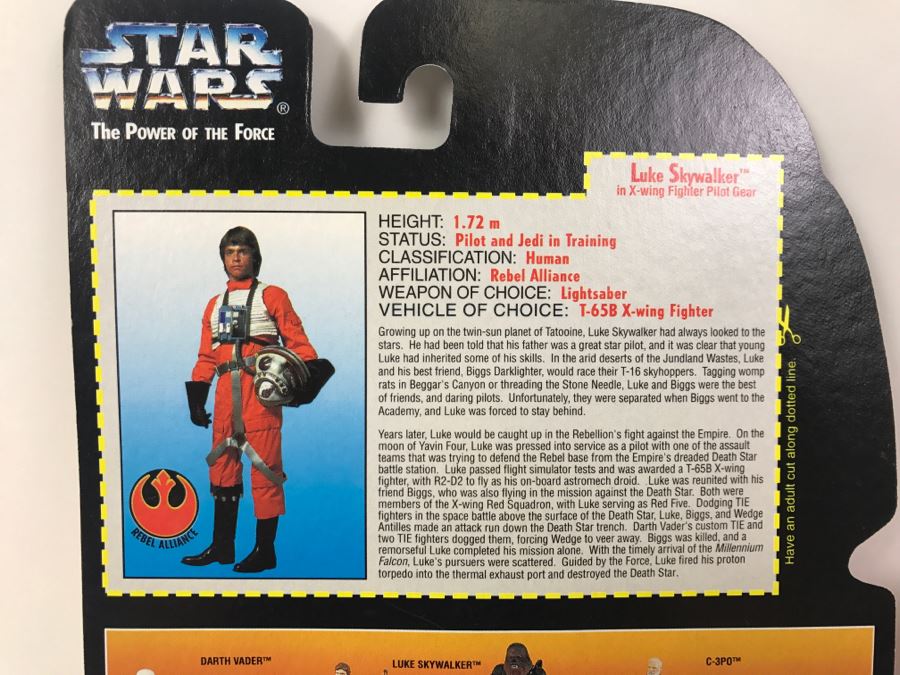 STAR
WARS®
The Power of the Force
Luke Skywalker™
in X-wing Fighter Pilot Gear
HEIGHT: 1.72 m
STATUS: Pilot and Jedi in Training
CLASSIFICATION: Human
AFFILIATION: Rebel Alliance
WEAPON OF CHOICE: Lightsaber
VEHICLE OF CHOICE: T-65B X-wing Fighter
Growing up on the twin-sun planet of Tatooine, Luke Skywalker had always looked to the
stars. He had been told that his father was a great star pilot, and it was clear that young
Luke had inherited some of his skills. In the arid deserts of the Jundland Wastes, Luke
and his best friend, Biggs Darklighter, would race their T-16 skyhoppers. Tagging womp
rats in Beggar's Canyon or threading the Stone Needle, Luke and Biggs were the best
of friends, and daring pilots. Unfortunately, they were separated when Biggs went to the
Academy, and Luke was forced to stay behind.
Years later, Luke would be caught up in the Rebellion's fight against the Empire. On the
moon of Yavin Four, Luke was pressed into service as a pilot with one of the assault
teams that was trying to defend the Rebel base from the Empire's dreaded Death Star
battle station. Luke passed flight simulator tests and was awarded a T-65B X-wing
fighter, with R2-D2 to fly as his on-board astromech droid. Luke was reunited with his
friend Biggs, who was also flying in the mission against the Death Star. Both were
members of the X-wing Red Squadron, with Luke serving as Red Five. Dodging TIE
fighters in the space battle above the surface of the Death Star, Luke, Biggs, and Wedge
Antilles made an attack run down the Death Star trench. Darth Vader's custom TIE and
two TIE fighters dogged them, forcing Wedge to veer away. Biggs was killed, and a
remorseful Luke completed his mission alone. With the timely arrival of the Millennium
Falcon, Luke's pursuers were scattered. Guided by the Force, Luke fired his proton
torpedo into the thermal exhaust port and destroyed the Death Star.
REBEL ALLIANCE
Have an adult cut along dotted line.
DARTH VADER™
LUKE SKYWALKER™
C-3PO™